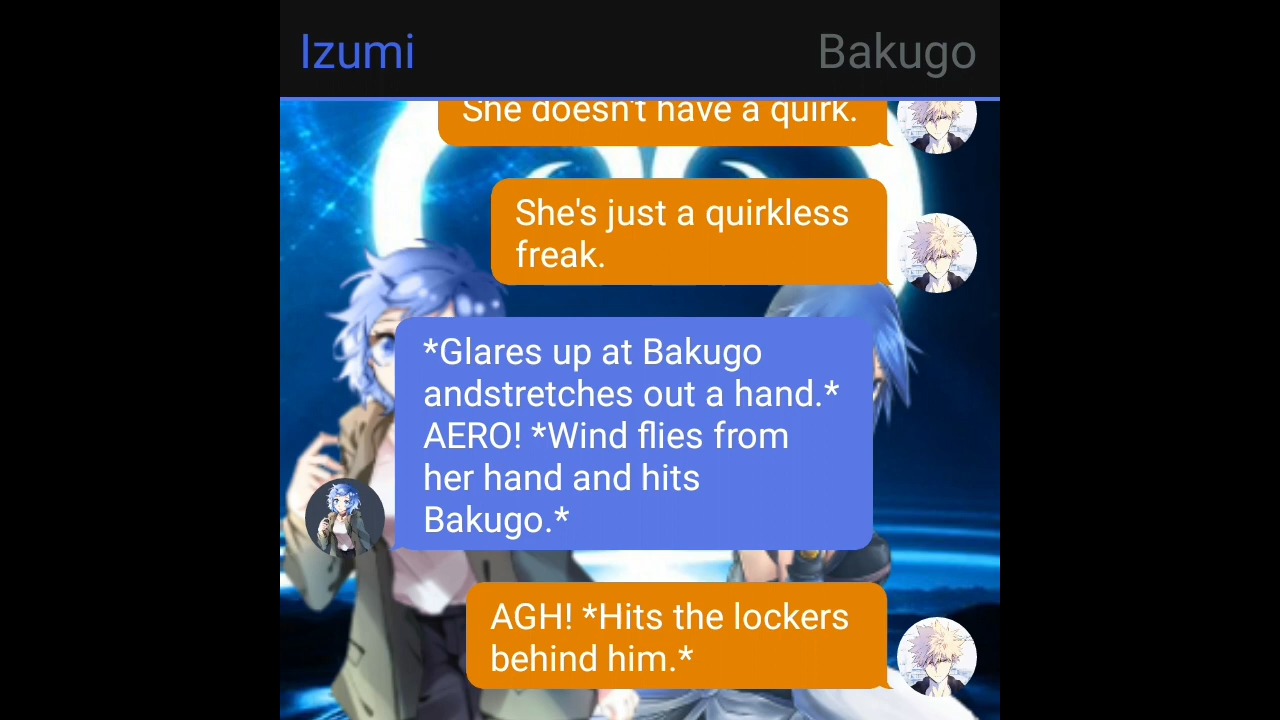 Izumi
Bakugo
She doesn't have a quirk.
She's just a quirkless
freak.
*Glares up at Bakugo
andstretches out a hand.*
AERO! *Wind flies from
her hand and hits
Bakugo.*
AGH! *Hits the lockers
behind him.*